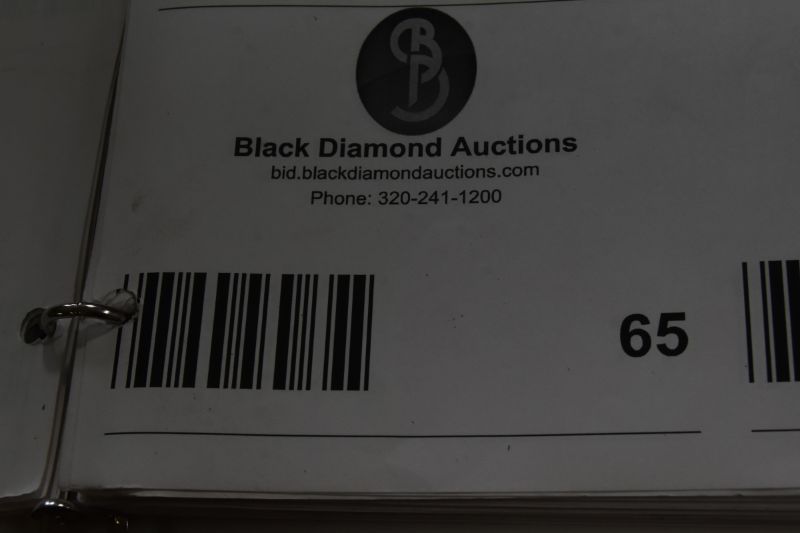 Black Diamond Auctions
bid.blackdiamondauctions.com
Phone: 320-241-1200
65